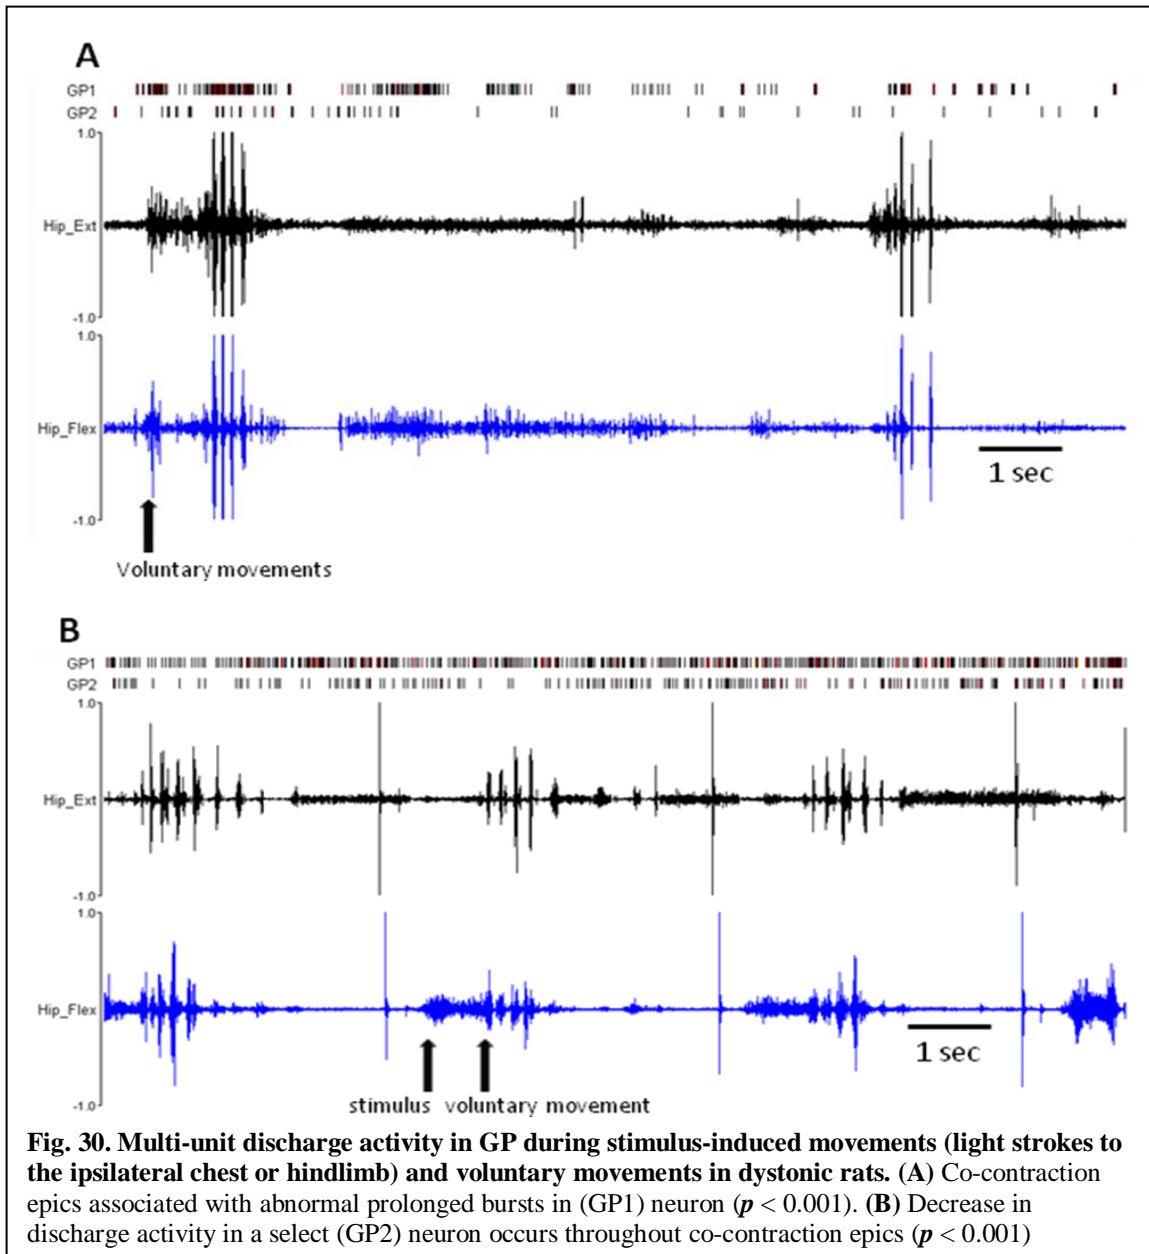 A
GP1
GP2
1.0
Hip_Ext
-1.0
1.0
Hip_Flex
-1.0
1 sec
Voluntary movements
B
GP1
GP2
1.0
Hip_Ext
-1.0
1.0
Hip_Flex
-1.0
1 sec
stimulus voluntary movement
Fig. 30. Multi-unit discharge activity in GP during stimulus-induced movements (light strokes to
the ipsilateral chest or hindlimb) and voluntary movements in dystonic rats. (A) Co-contraction
epics associated with abnormal prolonged bursts in (GP1) neuron (p < 0.001). (B) Decrease in
discharge activity in a select (GP2) neuron occurs throughout co-contraction epics (p < 0.001)